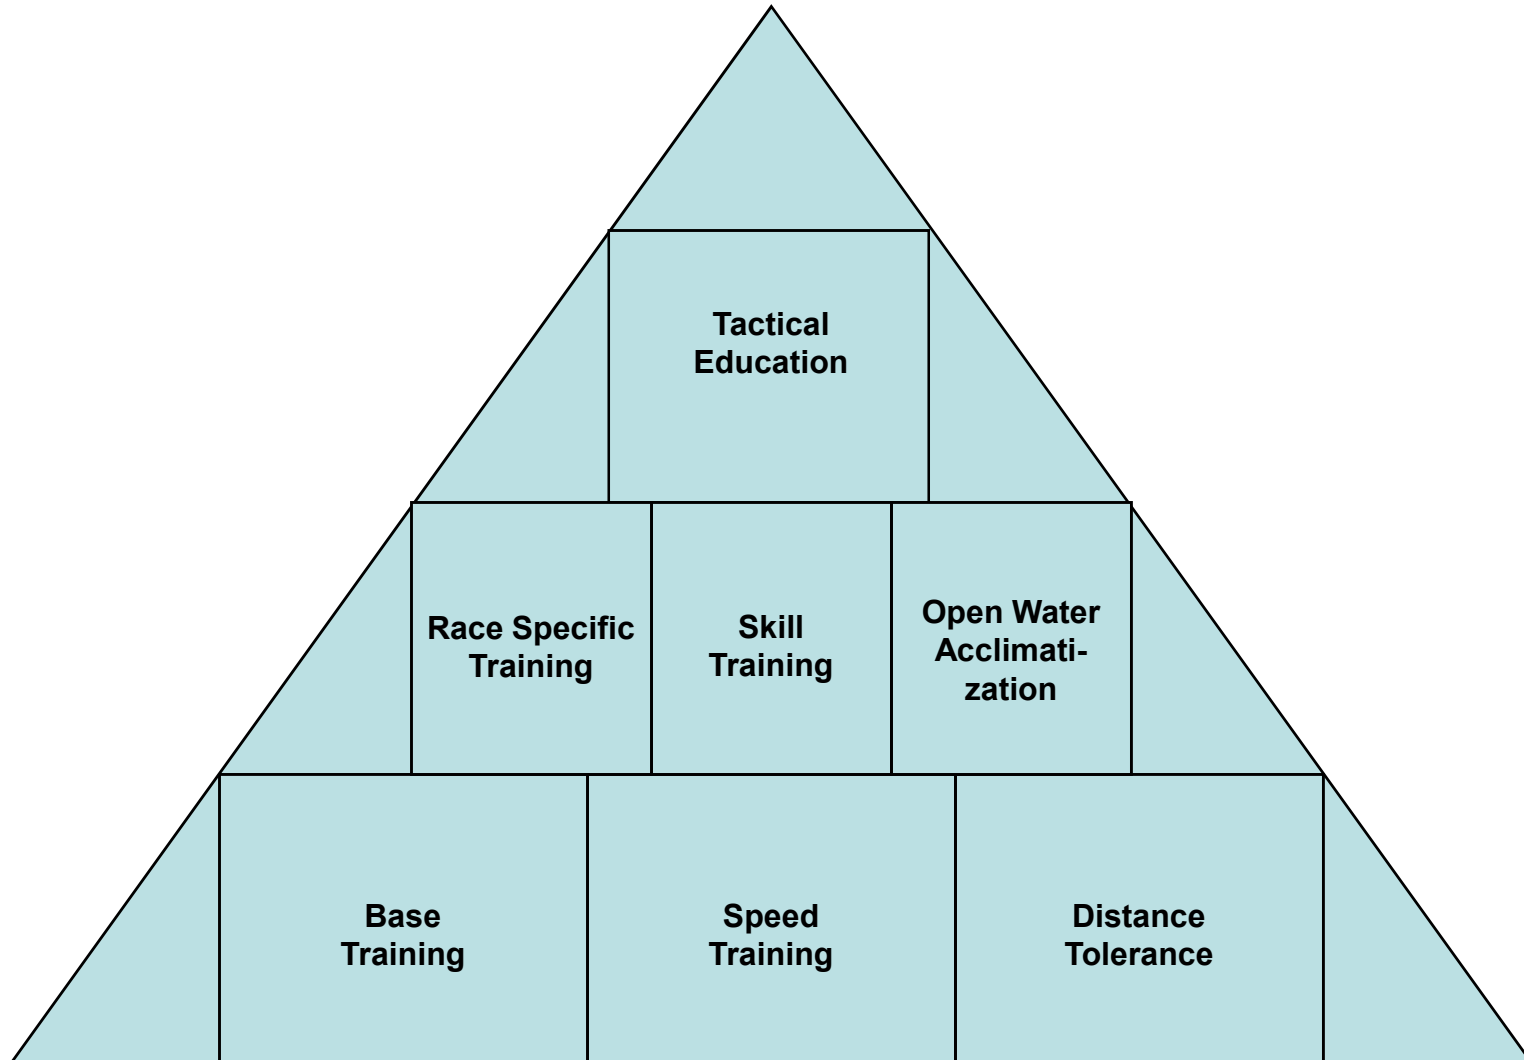 Tactical
Education
Race Specific
Training
Skill
Training
Open Water
Acclimati-
zation
Base
Training
Speed
Training
Distance
Tolerance